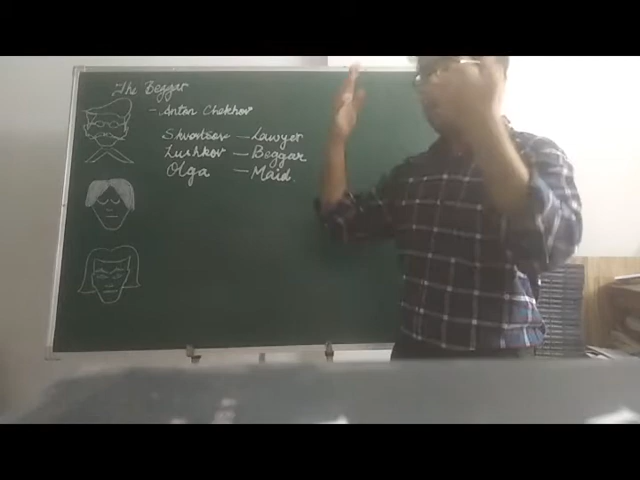 The Beggar
- Anton Chekhov
Skvortsov — Lawyer
Lushkov — Beggar
Olga — Maid.